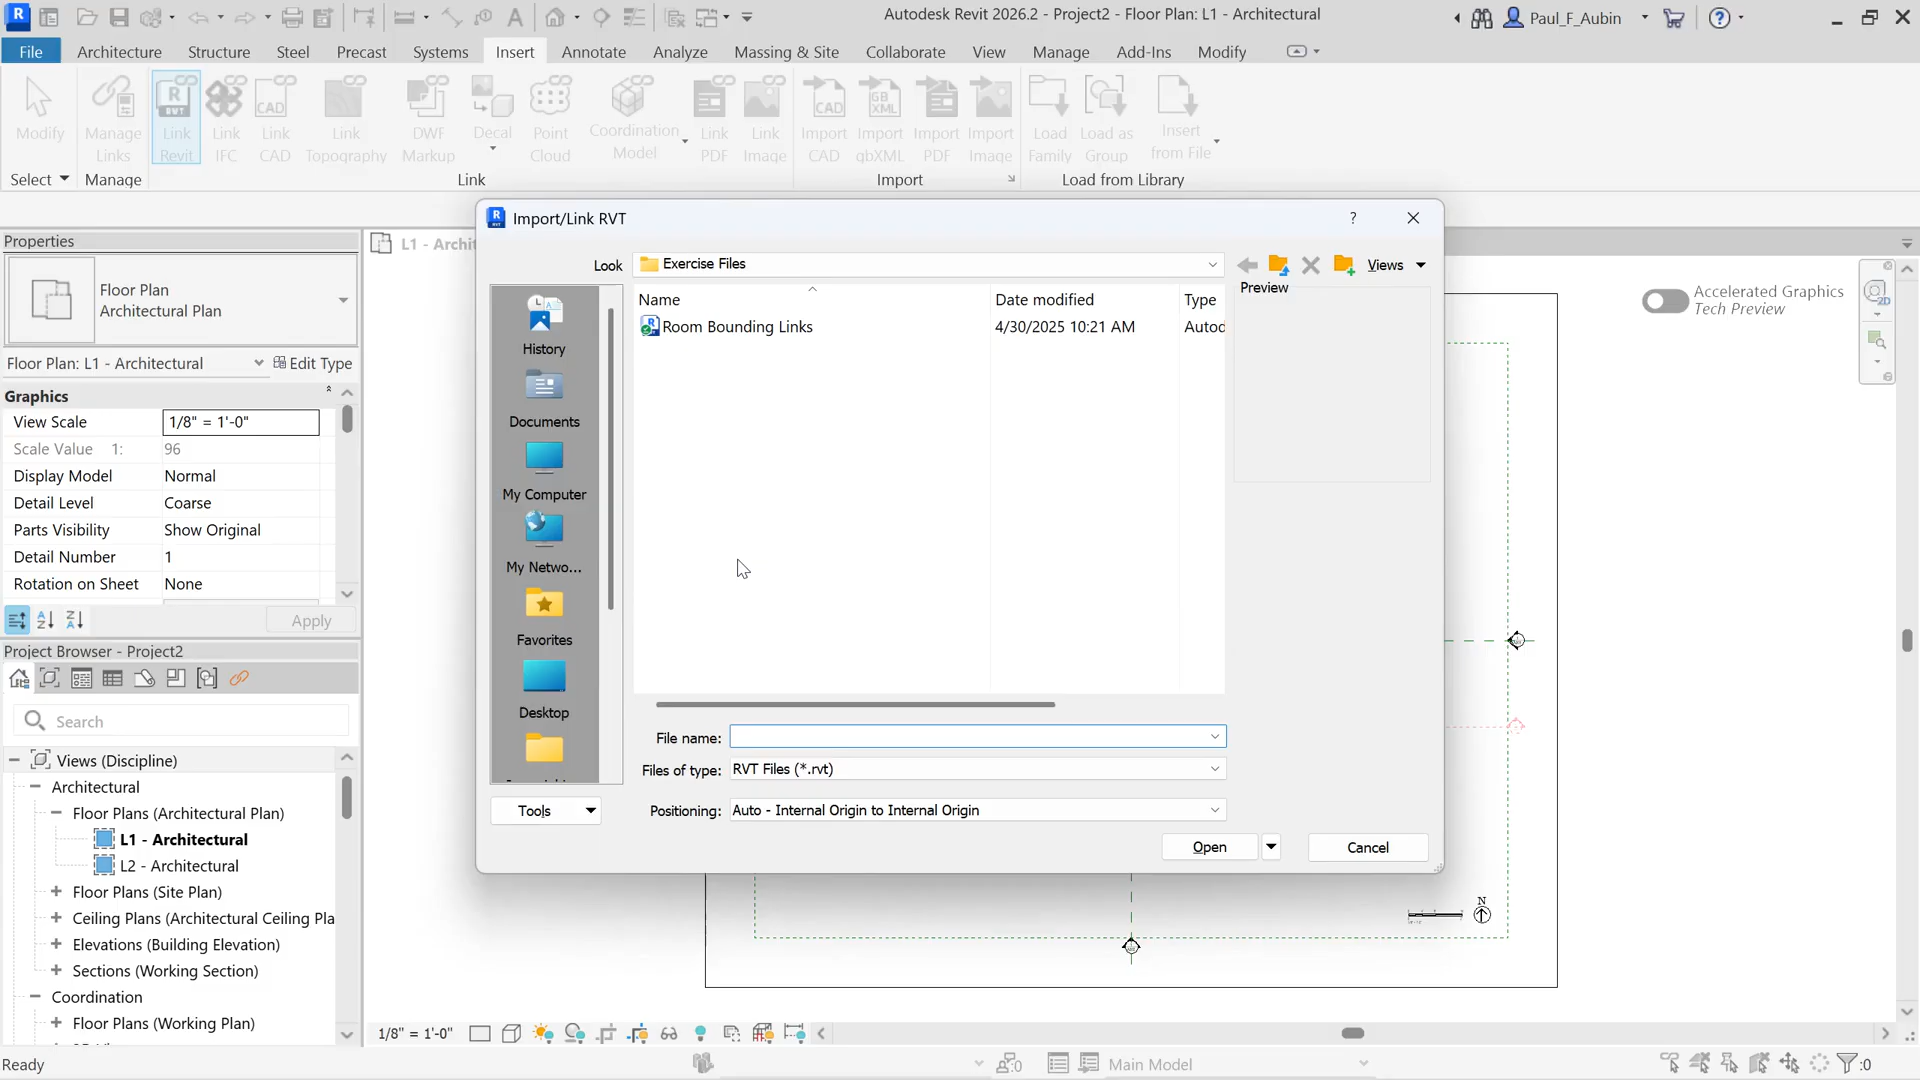 Autodesk Revit 2026.2 - Project2 - Floor Plan: L1 - Architectural
Paul_F_Aubin
File
Architecture
Structure
Steel
Precast
Systems
Insert
Annotate
Analyze
Massing & Site
Collaborate
View
Manage
Add-Ins
Modify
Modify
Manage
Links
Link
Revit
Link
IFC
Link
CAD
Link
Topography
DWF
Markup
Decal
Point
Cloud
Coordination
Model
Link
PDF
Link
Image
Import
CAD
Import
gbXML
Import
PDF
Import
Image
Load
Family
Load as
Group
Insert
from File
Select
Manage
Link
Import
Load from Library
Properties
Floor Plan
Architectural Plan
Floor Plan: L1 - Architectural
Edit Type
Graphics
View Scale
1/8" = 1'-0"
Scale Value 1:
96
Display Model
Normal
Detail Level
Coarse
Parts Visibility
Show Original
Detail Number
1
Rotation on Sheet
None
Apply
Project Browser - Project2
Search
Views (Discipline)
Architectural
Floor Plans (Architectural Plan)
L1 - Architectural
L2 - Architectural
Floor Plans (Site Plan)
Ceiling Plans (Architectural Ceiling Pla
Elevations (Building Elevation)
Sections (Working Section)
Coordination
Floor Plans (Working Plan)
L1 - Archit
Import/Link RVT
Look
Exercise Files
Views
Name
Date modified
Type
Room Bounding Links
4/30/2025 10:21 AM
Autod
Preview
History
Documents
My Computer
My Netwo...
Favorites
Desktop
File name:
Files of type:
RVT Files (*.rvt)
Positioning:
Auto - Internal Origin to Internal Origin
Tools
Open
Cancel
Accelerated Graphics
Tech Preview
2D
N
1/8" = 1'-0"
Ready
:0
Main Model
:0